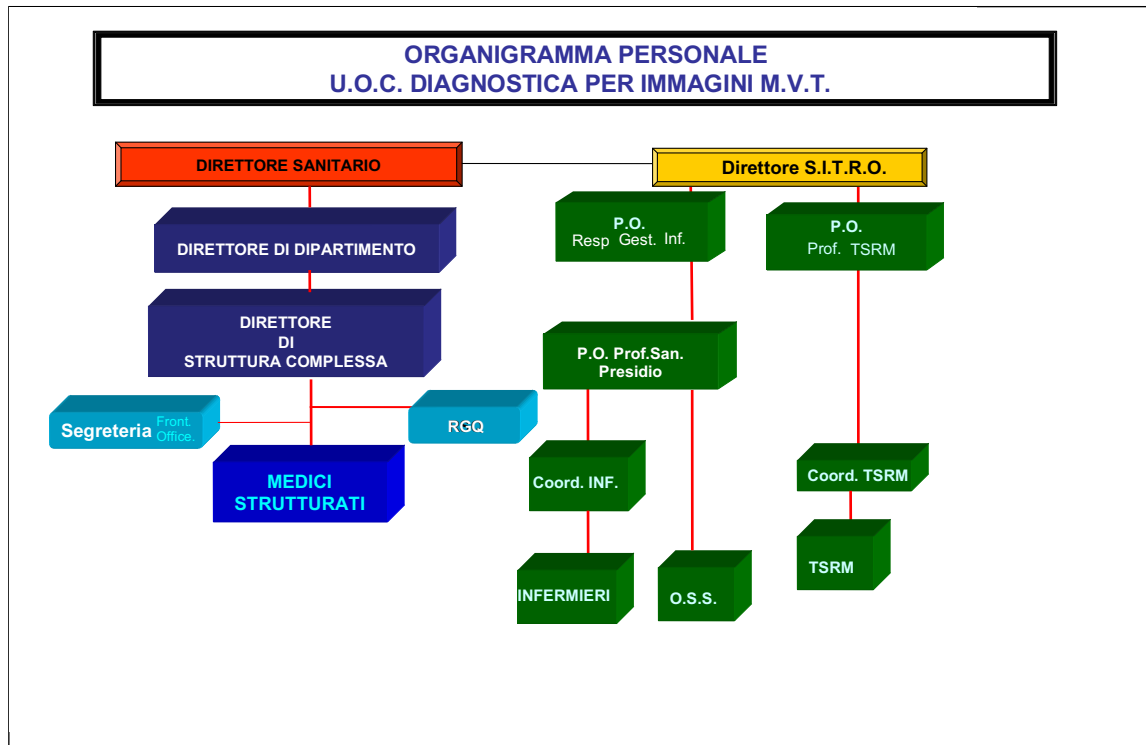 ORGANIGRAMMA PERSONALE
U.O.C. DIAGNOSTICA PER IMMAGINI M.V.T.
DIRETTORE SANITARIO
Direttore S.I.T.R.O.
DIRETTORE DI DIPARTIMENTO
P.O.
Resp Gest. Inf.
P.O.
Prof. TSRM
DIRETTORE
DI
STRUTTURA COMPLESSA
P.O. Prof.San.
Presidio
Segreteria Front.
Office.
RGQ
MEDICI
STRUTTURATI
Coord. INF.
Coord. TSRM
INFERMIERI
O.S.S.
TSRM